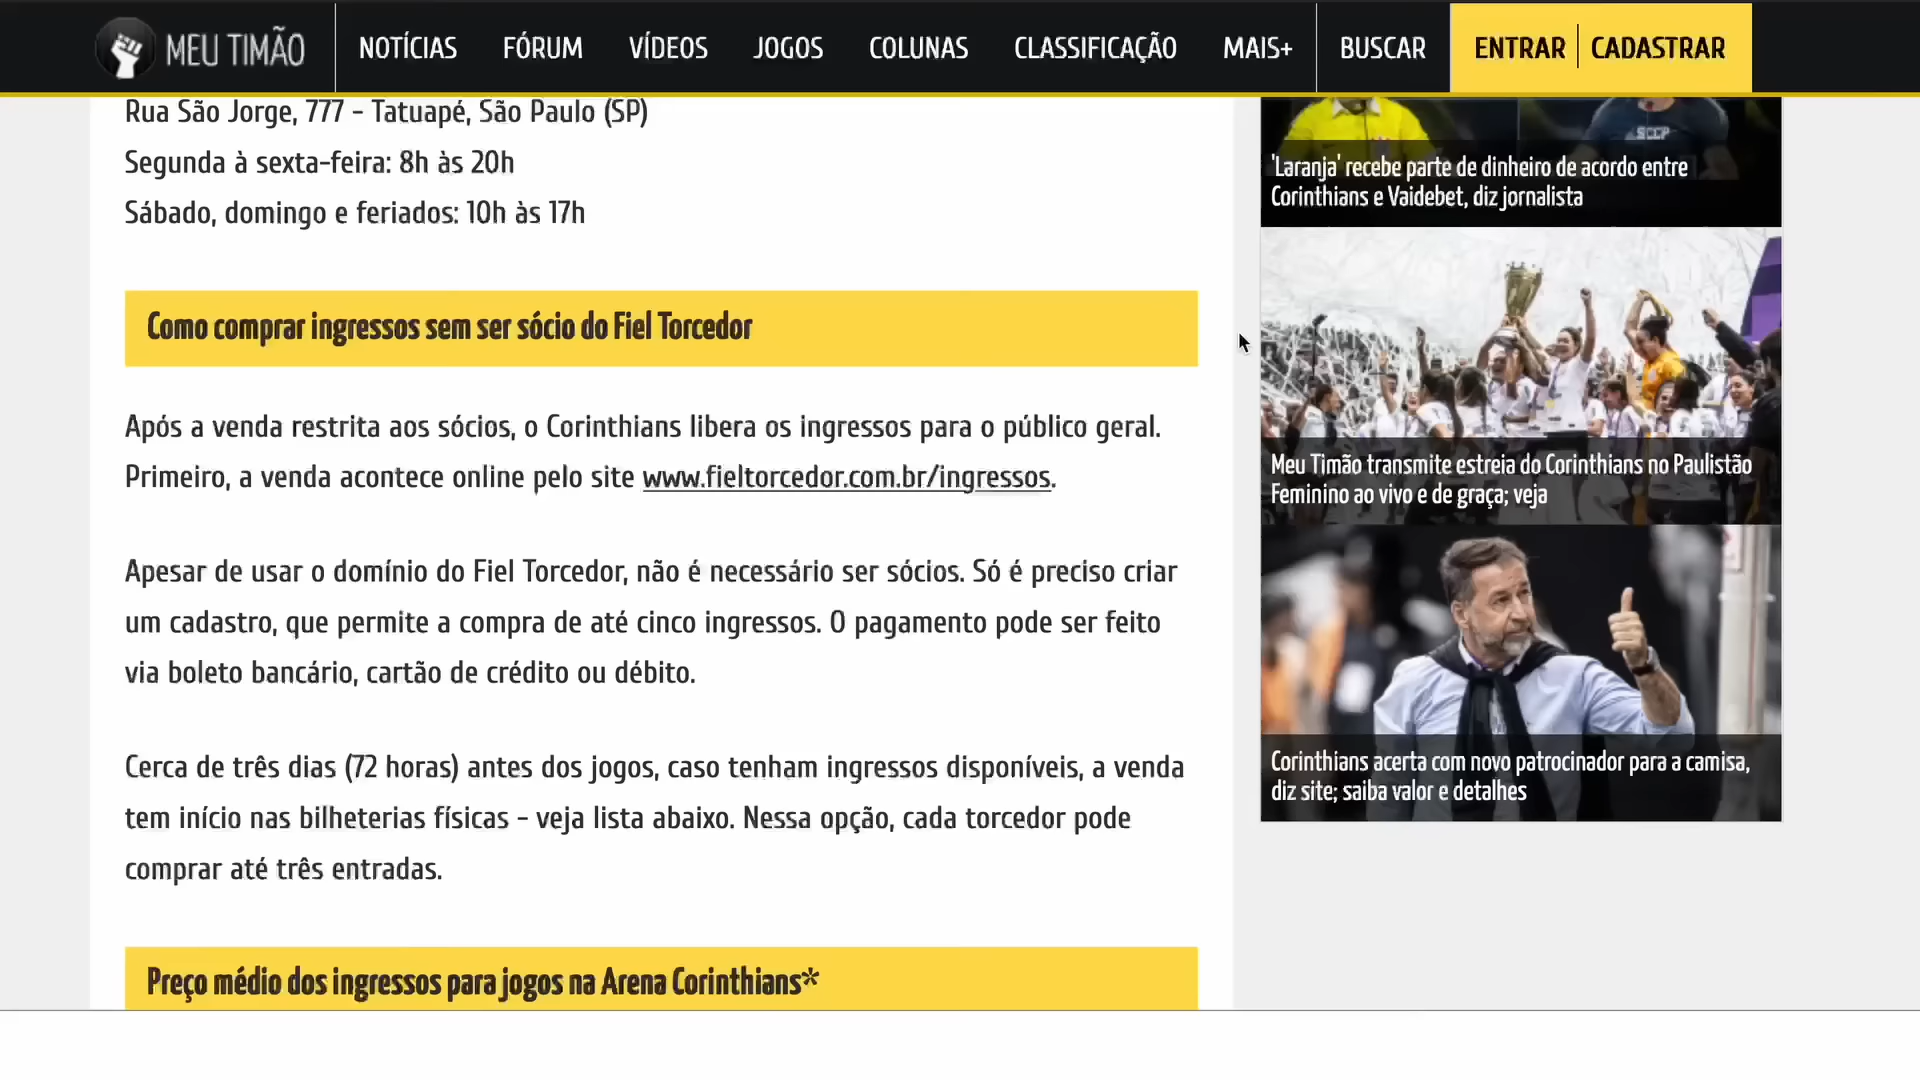 MEU TIMÃO NOTÍCIAS FÓRUM VÍDEOS JOGOS COLUNAS CLASSIFICAÇÃO MAIS+ BUSCAR ENTRAR CADASTRAR
Rua São Jorge, 777 - Tatuapé, São Paulo (SP)
Segunda à sexta-feira: 8h às 20h
Sábado, domingo e feriados: 10h às 17h
Como comprar ingressos sem ser sócio do Fiel Torcedor
Após a venda restrita aos sócios, o Corinthians libera os ingressos para o público geral.
Primeiro, a venda acontece online pelo site www.fieltorcedor.com.br/ingressos.
Apesar de usar o domínio do Fiel Torcedor, não é necessário ser sócios. Só é preciso criar
um cadastro, que permite a compra de até cinco ingressos. O pagamento pode ser feito
via boleto bancário, cartão de crédito ou débito.
Cerca de três dias (72 horas) antes dos jogos, caso tenham ingressos disponíveis, a venda
tem início nas bilheterias físicas - veja lista abaixo. Nessa opção, cada torcedor pode
comprar até três entradas.
Preço médio dos ingressos para jogos na Arena Corinthians*
SCCP
'Laranja' recebe parte de dinheiro de acordo entre
Corinthians e Vaidebet, diz jornalista
Meu Timão transmite estreia do Corinthians no Paulistão
Feminino ao vivo e de graça; veja
Corinthians acerta com novo patrocinador para a camisa,
diz site; saiba valor e detalhes